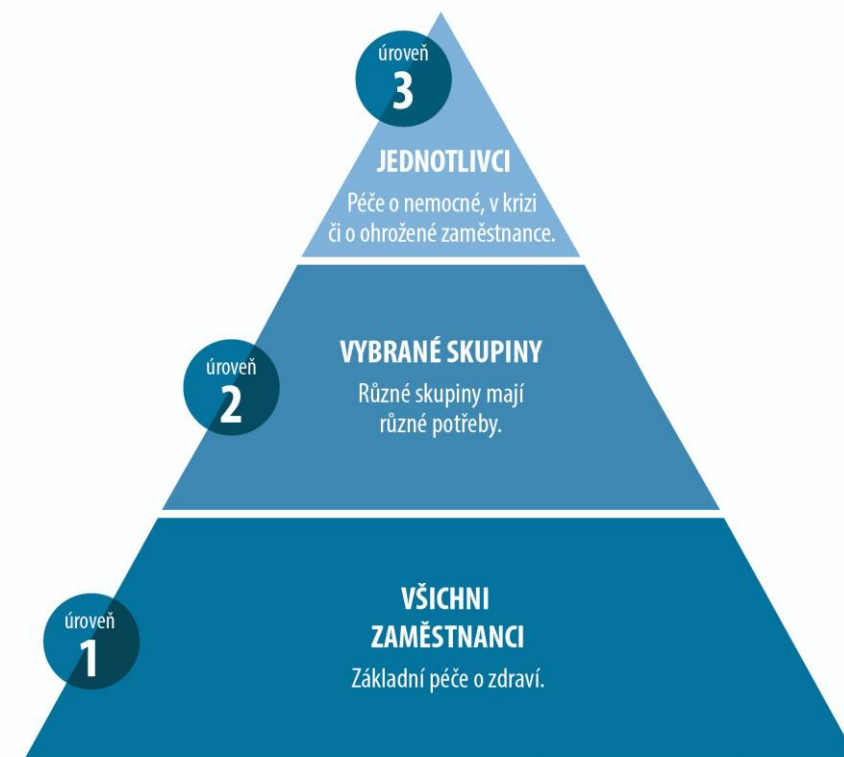 úroveň
3
JEDNOTLIVCI
Péče o nemocné, v krizi
či o ohrožené zaměstnance.
úroveň
2
VYBRANÉ SKUPINY
Různé skupiny mají
různé potřeby.
úroveň
1
VŠICHNI
ZAMĚSTNANCI
Základní péče o zdraví.